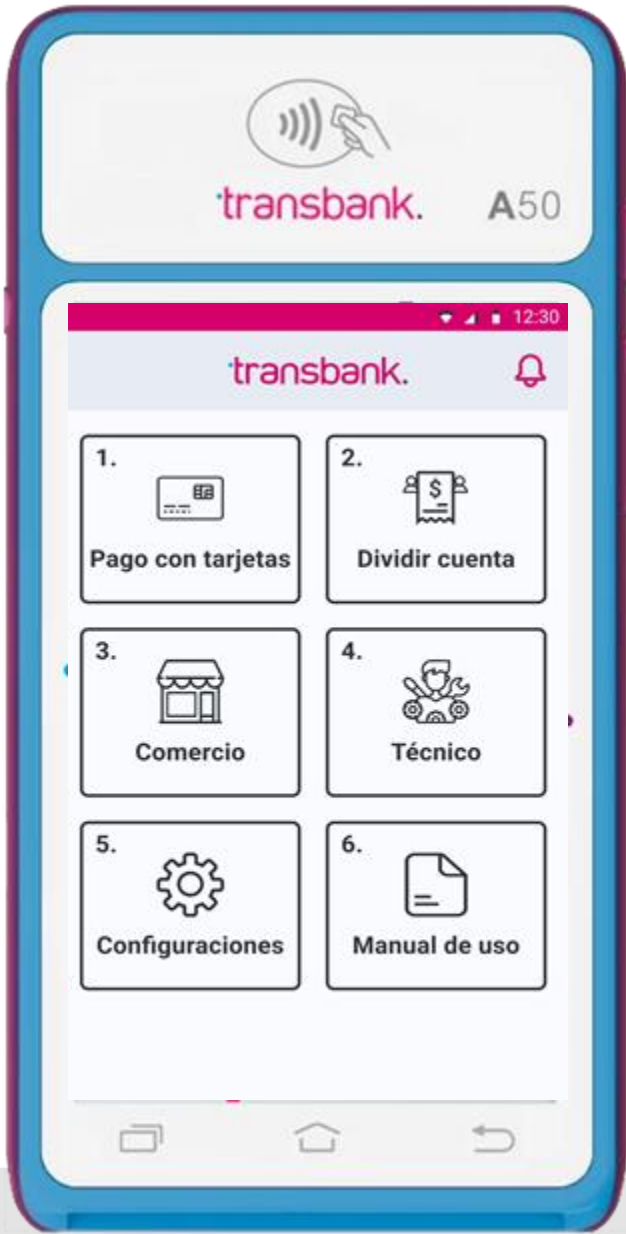 transbank.
A50
12:30
transbank.
1.
Pago con tarjetas
2.
$
Dividir cuenta
3.
Comercio
4.
Técnico
5.
Configuraciones
6.
Manual de uso